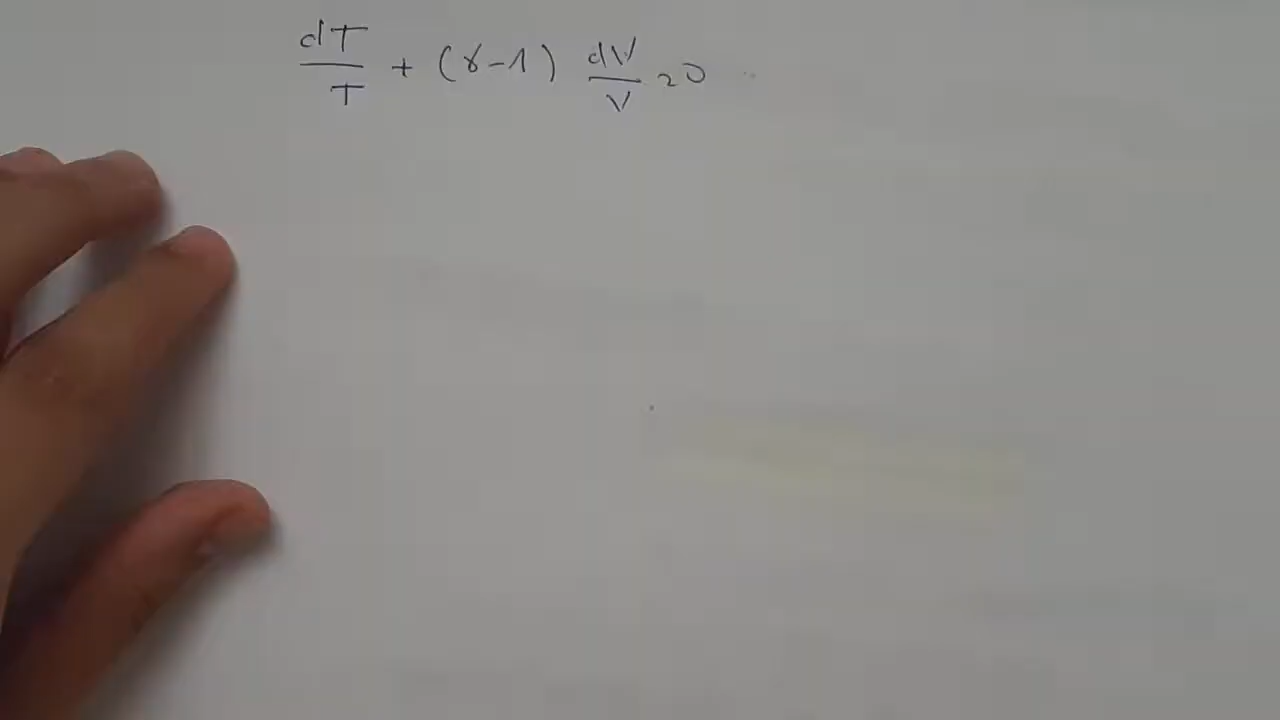 dT/T + (γ-1) dV/V = 0